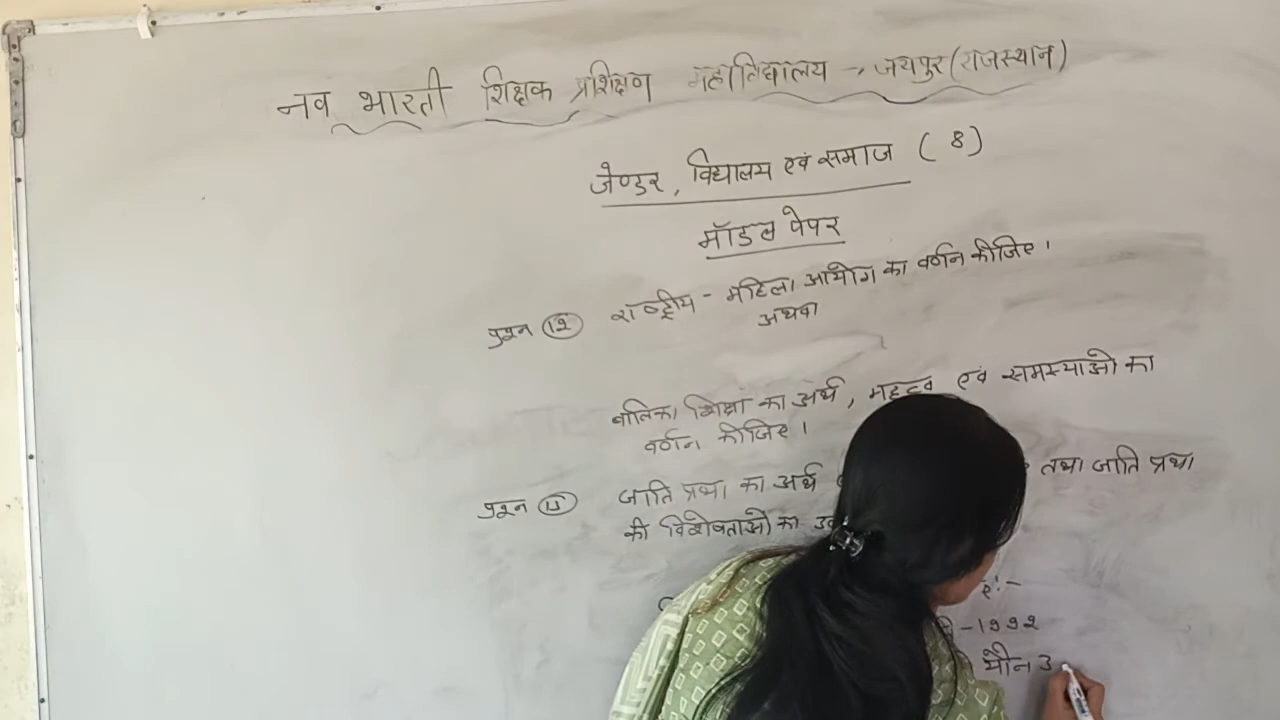 नव भारती शिक्षक प्रशिक्षण महाविद्यालय -, जयपुर (राजस्थान)
जेण्डर, विद्यालय एवं समाज ( 8 )
मॉडल पेपर
प्रश्न 12 राष्ट्रीय - महिला आयोग का वर्णन कीजिए ।
अथवा
बालिका शिक्षा का अर्थ, महत्व एवं समस्याओं का
वर्णन कीजिए ।
प्रश्न जाति प्रथा का अर्थ तथा जाति प्रथा
की विशेषताओं का
:-
-1992
यौन